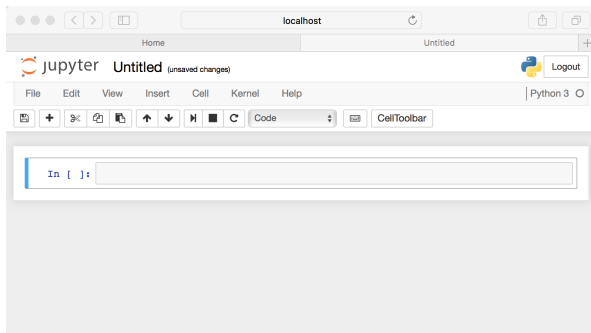 localhost
Home Untitled
jupyter Untitled (unsaved changes) Logout
File Edit View Insert Cell Kernel Help Python 3
Code CellToolbar
In [ ]: